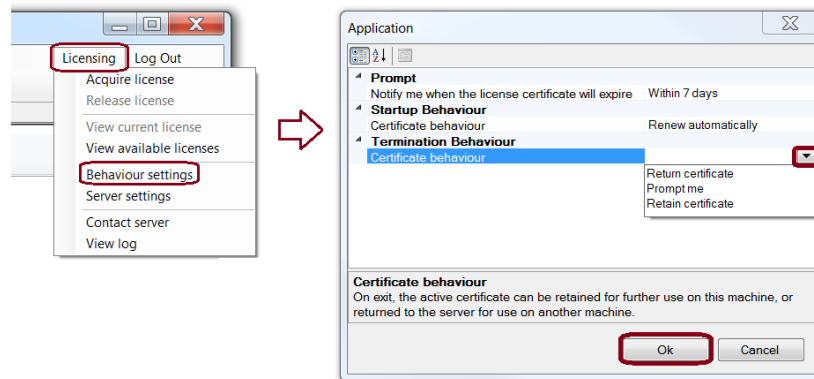 Licensing Log Out
Acquire license
Release license
View current license
View available licenses
Behaviour settings
Server settings
Contact server
View log
Application
Prompt
Notify me when the license certificate will expire Within 7 days
Startup Behaviour
Certificate behaviour Renew automatically
Termination Behaviour
Certificate behaviour
Return certificate
Prompt me
Retain certificate
Certificate behaviour
On exit, the active certificate can be retained for further use on this machine, or
returned to the server for use on another machine.
Ok Cancel